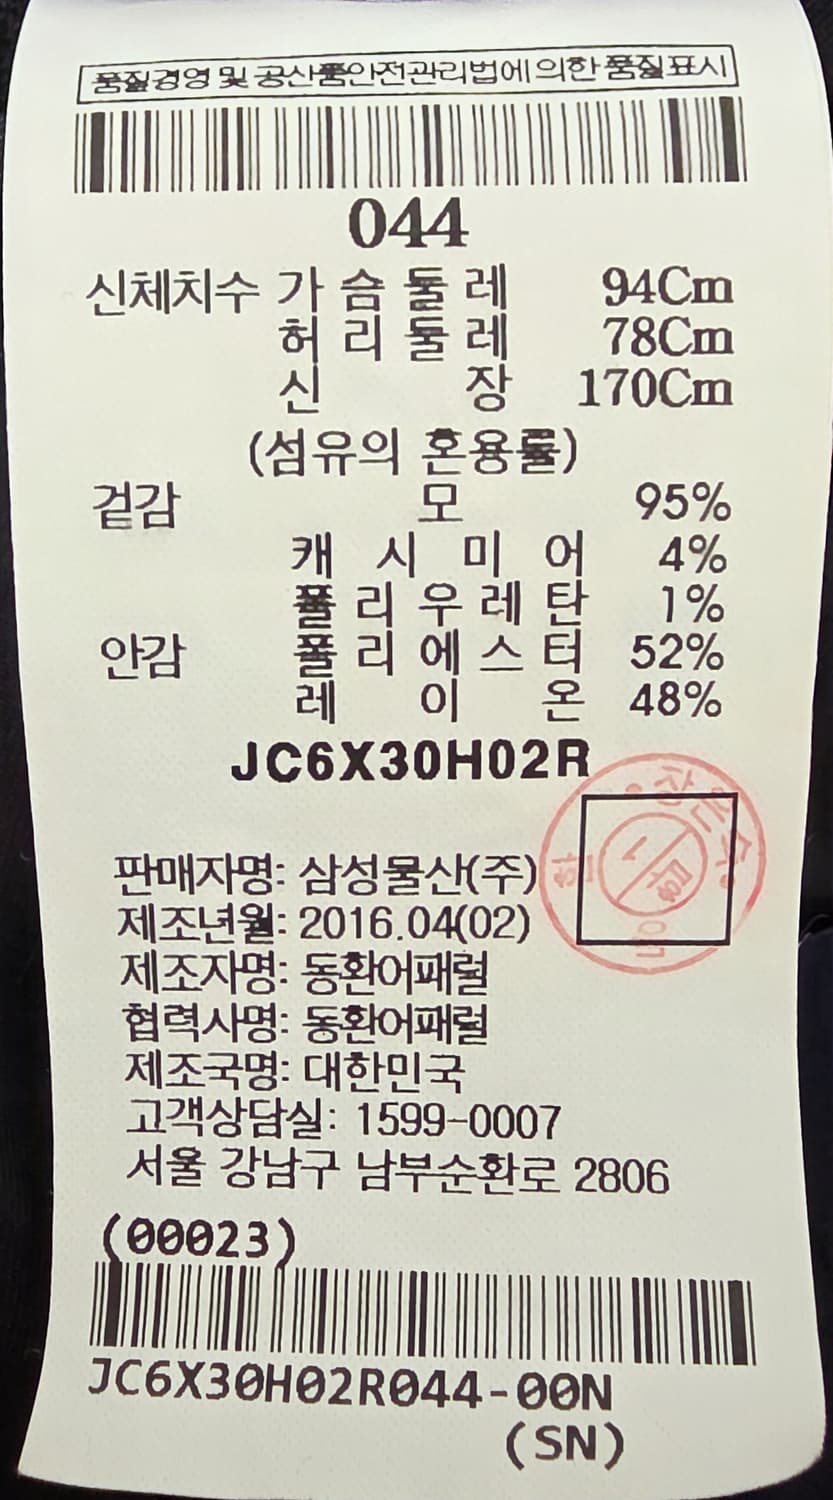 품질경영 및 공산품안전관리법에 의한 품질표시
044
신체치수 가슴둘레 94Cm
허리둘레 78Cm
신장 170Cm
(섬유의 혼용률)
겉감 모 95%
캐시미어 4%
폴리우레탄 1%
안감 폴리에스터 52%
레이온 48%
JC6X30H02R
판매자명: 삼성물산(주)
제조년월: 2016.04(02)
제조자명: 동환어패럴
협력사명: 동환어패럴
제조국명: 대한민국
고객상담실: 1599-0007
서울 강남구 남부순환로 2806
(00023)
JC6X30H02R044-00N
(SN)